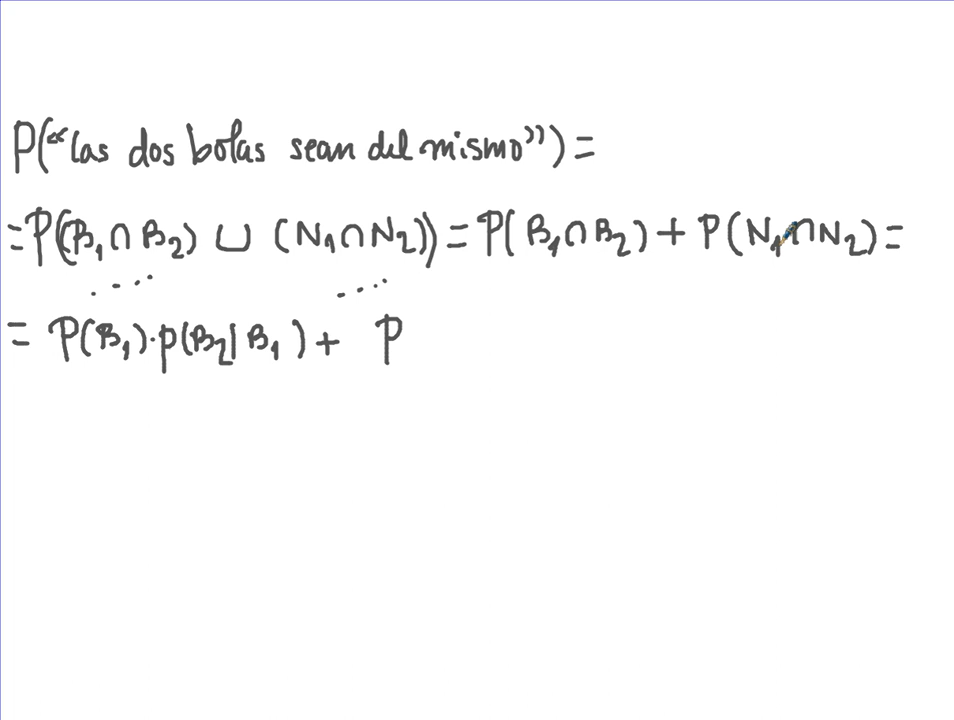 P(“las dos bolas sean del mismo”) =
= P((B₁ ∩ B₂) ∪ (N₁ ∩ N₂)) = P(B₁ ∩ B₂) + P(N₁ ∩ N₂) =
= P(B₁)·p(B₂|B₁) + P